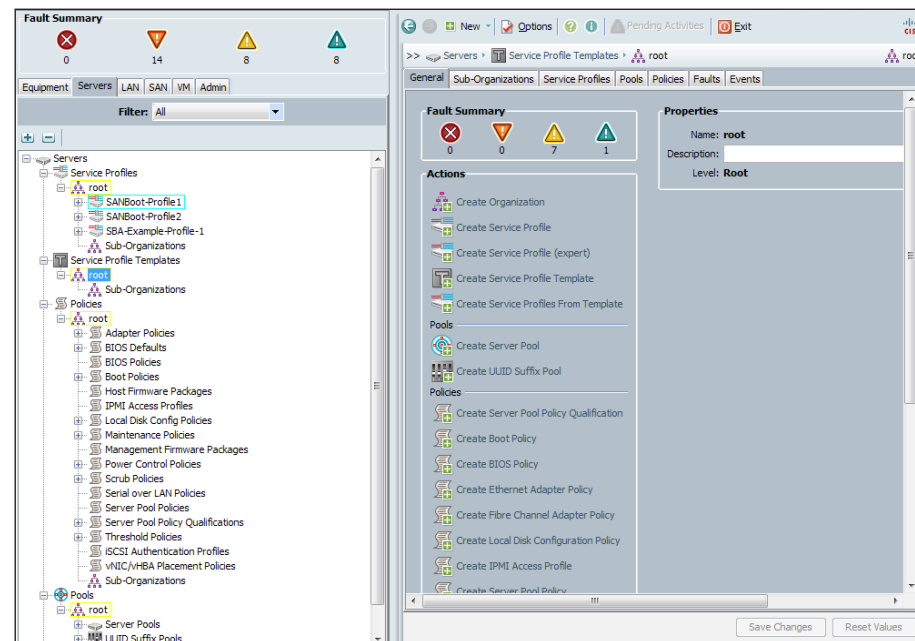 Fault Summary
0 14 8 8
Equipment Servers LAN SAN VM Admin
Filter: All
Servers
Service Profiles
root
SANBoot-Profile1
SANBoot-Profile2
SBA-Example-Profile-1
Sub-Organizations
Service Profile Templates
root
Sub-Organizations
Policies
root
Adapter Policies
BIOS Defaults
BIOS Policies
Boot Policies
Host Firmware Packages
IPMI Access Profiles
Local Disk Config Policies
Maintenance Policies
Management Firmware Packages
Power Control Policies
Scrub Policies
Serial over LAN Policies
Server Pool Policies
Server Pool Policy Qualifications
Threshold Policies
iSCSI Authentication Profiles
vNIC/vHBA Placement Policies
Sub-Organizations
Pools
root
Server Pools
UUID Suffix Pools
New Options Pending Activities Exit
>> Servers Service Profile Templates root
General Sub-Organizations Service Profiles Pools Policies Faults Events
Fault Summary
0 0 7 1
Actions
Create Organization
Create Service Profile
Create Service Profile (expert)
Create Service Profile Template
Create Service Profiles From Template
Pools
Create Server Pool
Create UUID Suffix Pool
Policies
Create Server Pool Policy Qualification
Create Boot Policy
Create BIOS Policy
Create Ethernet Adapter Policy
Create Fibre Channel Adapter Policy
Create Local Disk Configuration Policy
Create IPMI Access Profile
Create Server Pool Policy
Properties
Name: root
Description:
Level: Root
Save Changes Reset Values